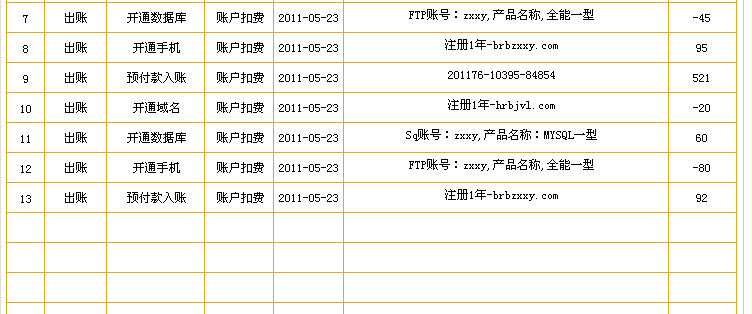 7 出账 开通数据库 账户扣费 2011-05-23 FTP账号：zxxy,产品名称,全能一型 -45
8 出账 开通手机 账户扣费 2011-05-23 注册1年-brbzxxy.com 95
9 出账 预付款入账 账户扣费 2011-05-23 201176-10395-84854 521
10 出账 开通域名 账户扣费 2011-05-23 注册1年-hrbjvl.com -20
11 出账 开通数据库 账户扣费 2011-05-23 Sq账号：zxxy,产品名称：MYSQL一型 60
12 出账 开通手机 账户扣费 2011-05-23 FTP账号：zxxy,产品名称,全能一型 -80
13 出账 预付款入账 账户扣费 2011-05-23 注册1年-brbzxxy.com 92